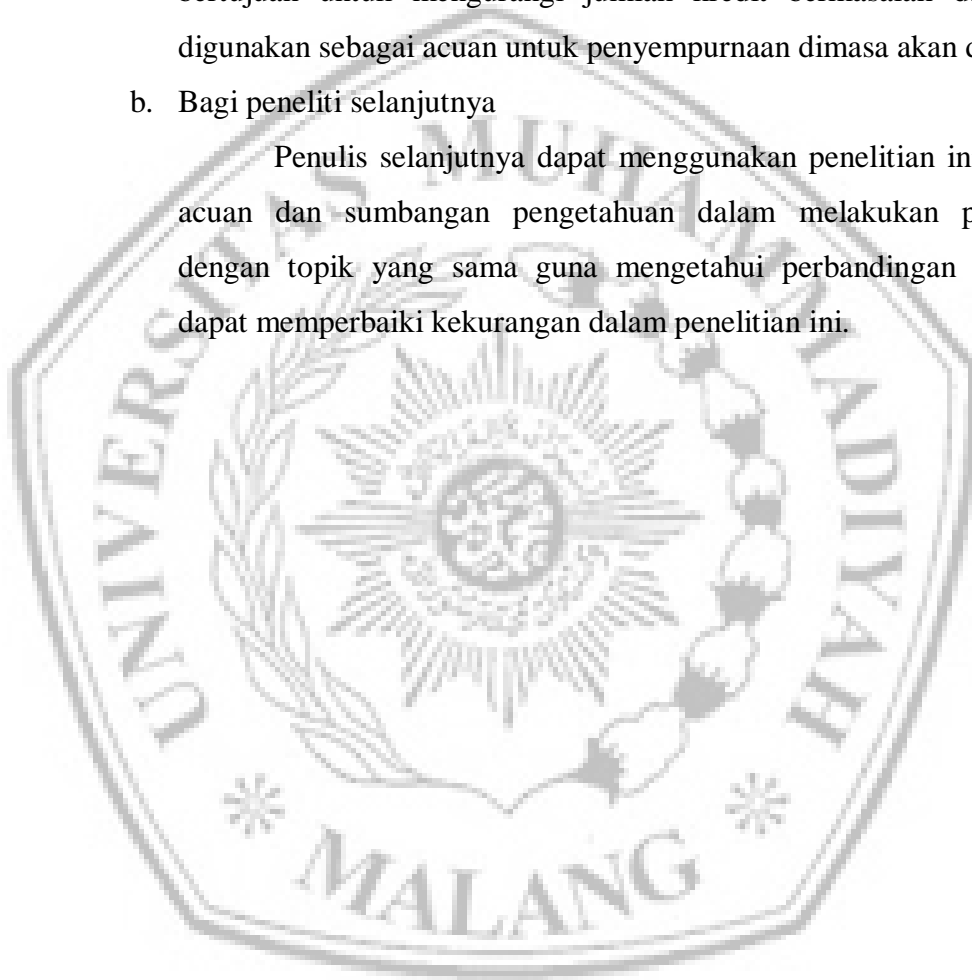 digunakan sebagai acuan untuk penyempurnaan dimasa akan
b. Bagi peneliti selanjutnya
Penulis selanjutnya dapat menggunakan penelitian
acuan dan sumbangan pengetahuan dalam melakukan
dengan topik yang sama guna mengetahui perbandingan
dapat memperbaiki kekurangan dalam penelitian ini.
UNIVERSITAS MUHAMMADIYAH
MALANG